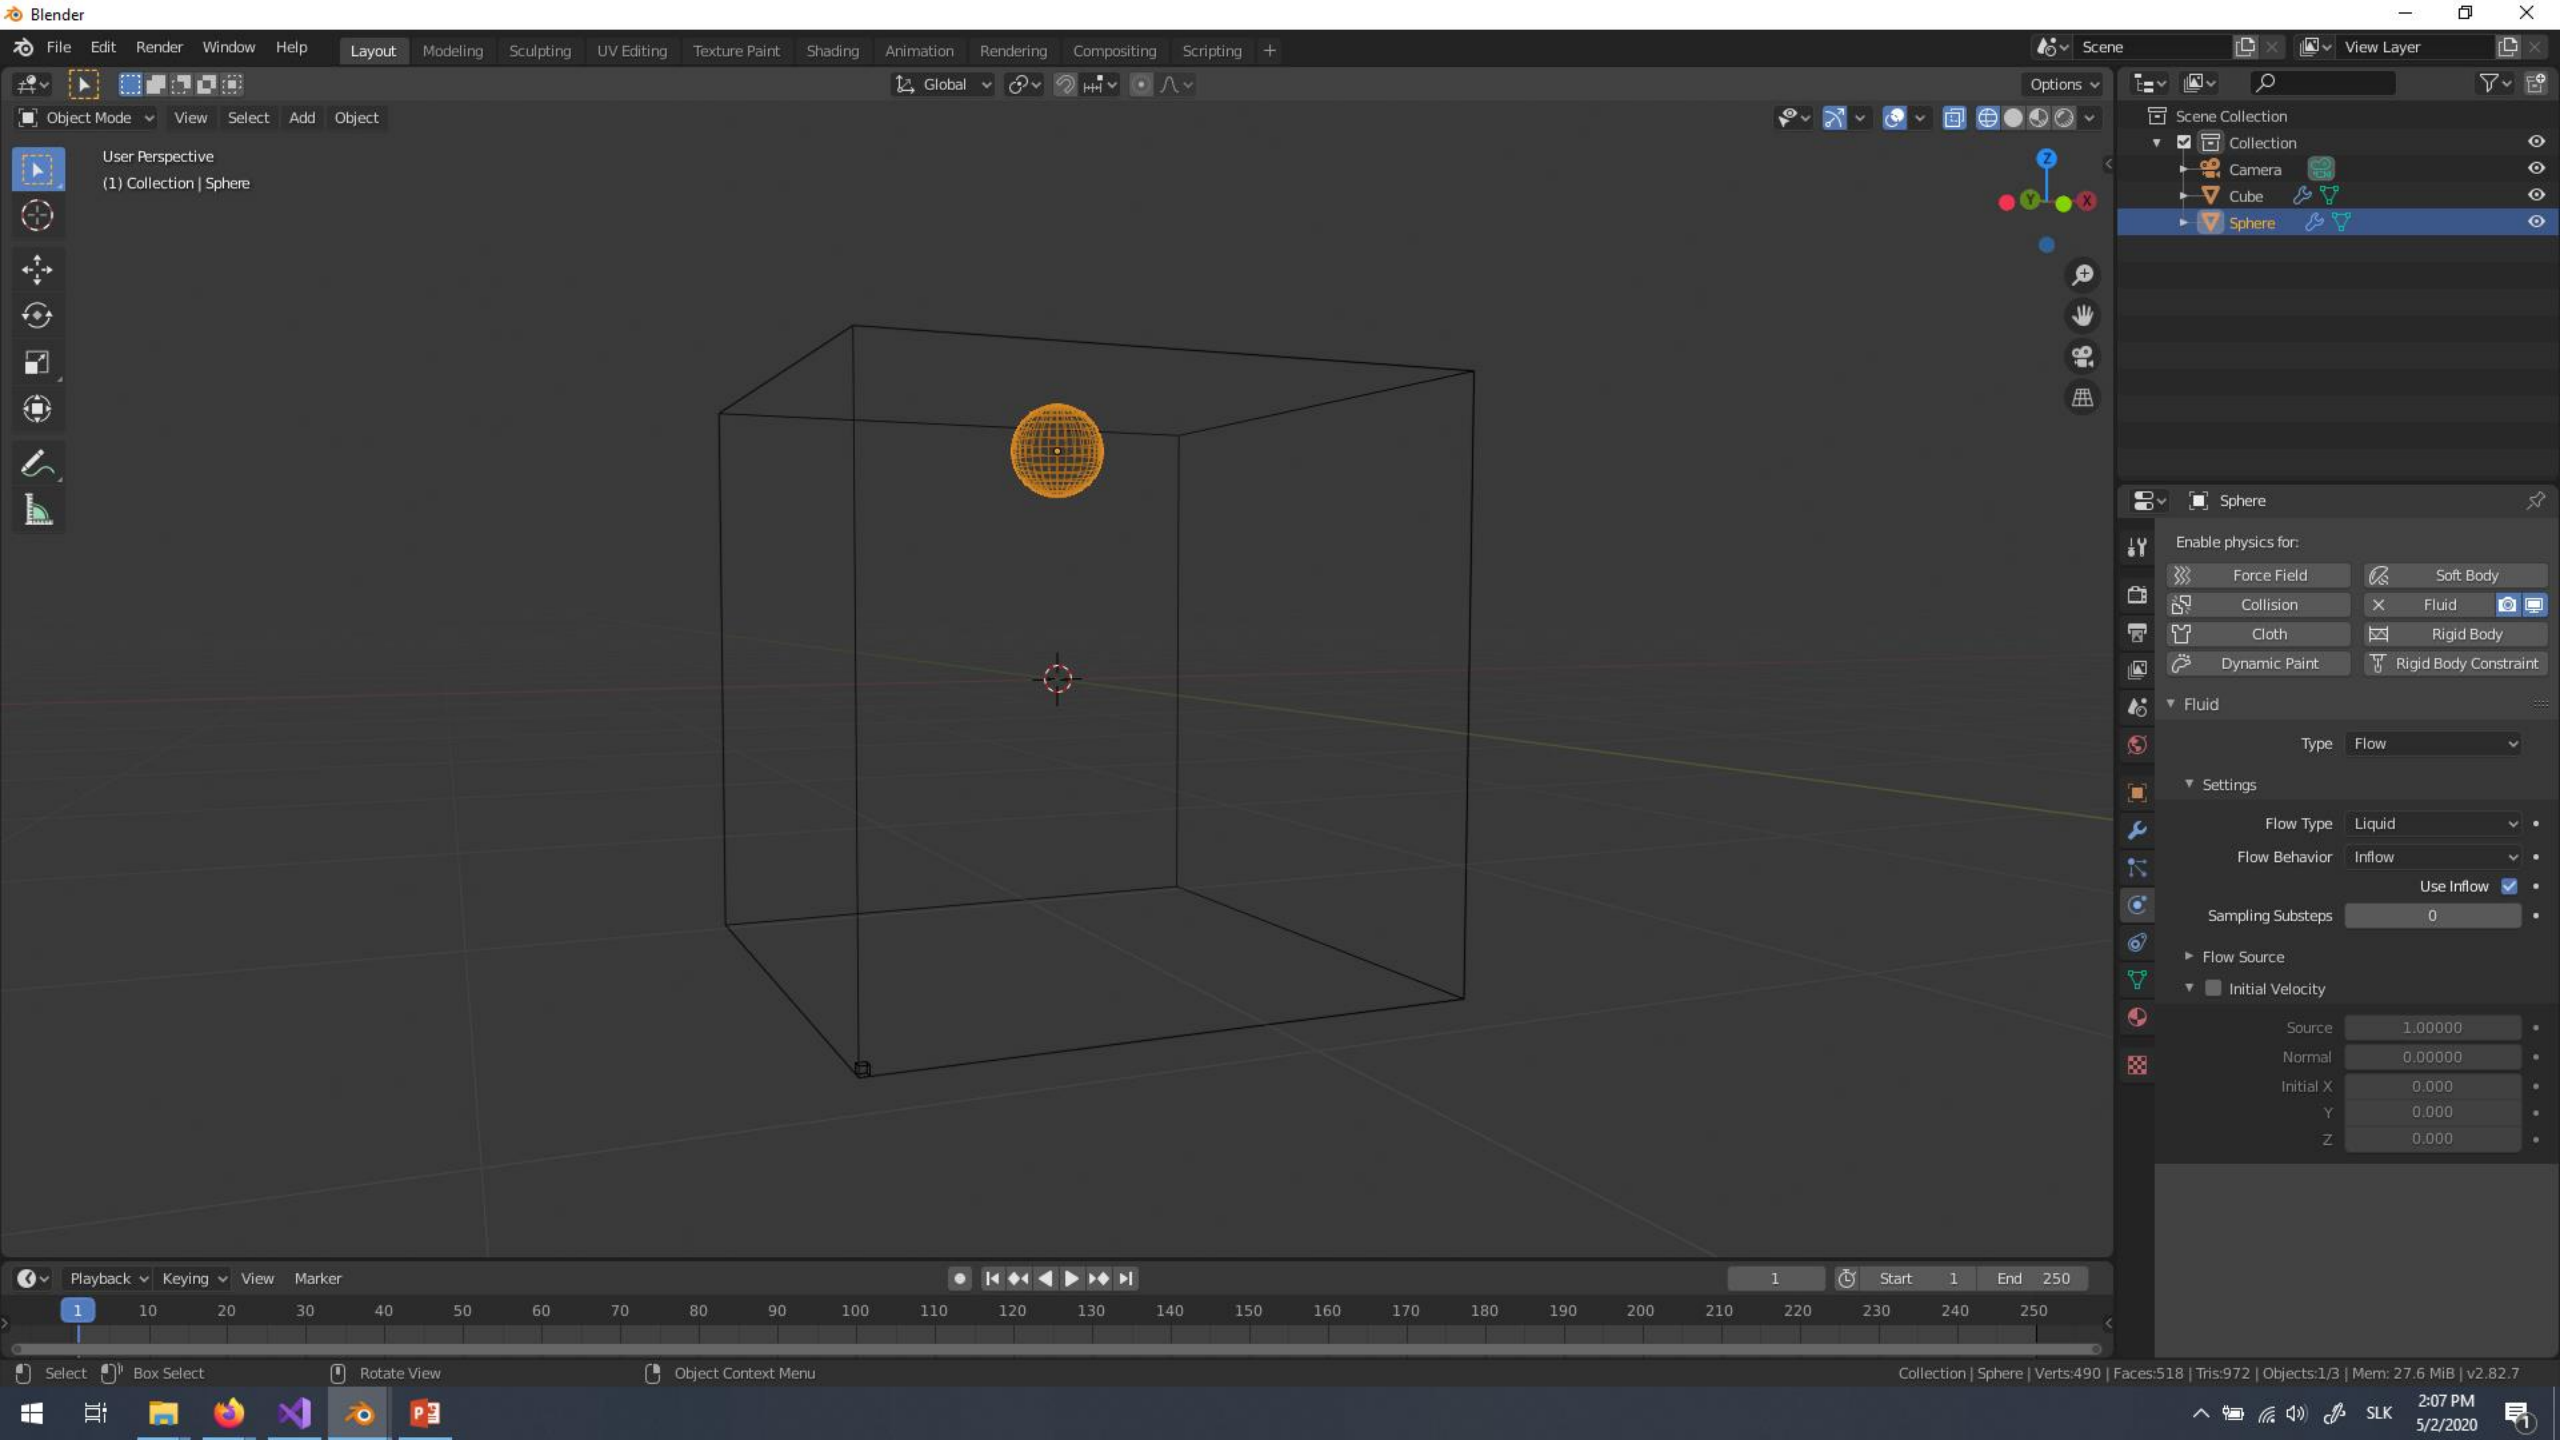 Blender
File Edit Render Window Help Layout Modeling Sculpting UV Editing Texture Paint Shading Animation Rendering Compositing Scripting + Scene View Layer
Global Options
Object Mode View Select Add Object
User Perspective
(1) Collection | Sphere
Z
Y X
Scene Collection
Collection
Camera
Cube
Sphere
Sphere
Enable physics for:
Force Field Soft Body
Collision Fluid
Cloth Rigid Body
Dynamic Paint Rigid Body Constraint
Fluid
Type Flow
Settings
Flow Type Liquid
Flow Behavior Inflow
Use Inflow
Sampling Substeps 0
Flow Source
Initial Velocity
Source 1.00000
Normal 0.00000
Initial X 0.000
Y 0.000
Z 0.000
Playback Keying View Marker 1 Start 1 End 250
1 10 20 30 40 50 60 70 80 90 100 110 120 130 140 150 160 170 180 190 200 210 220 230 240 250
Select Box Select Rotate View Object Context Menu Collection | Sphere | Verts:490 | Faces:518 | Tris:972 | Objects:1/3 | Mem: 27.6 MiB | v2.82.7
SLK 2:07 PM
5/2/2020 1